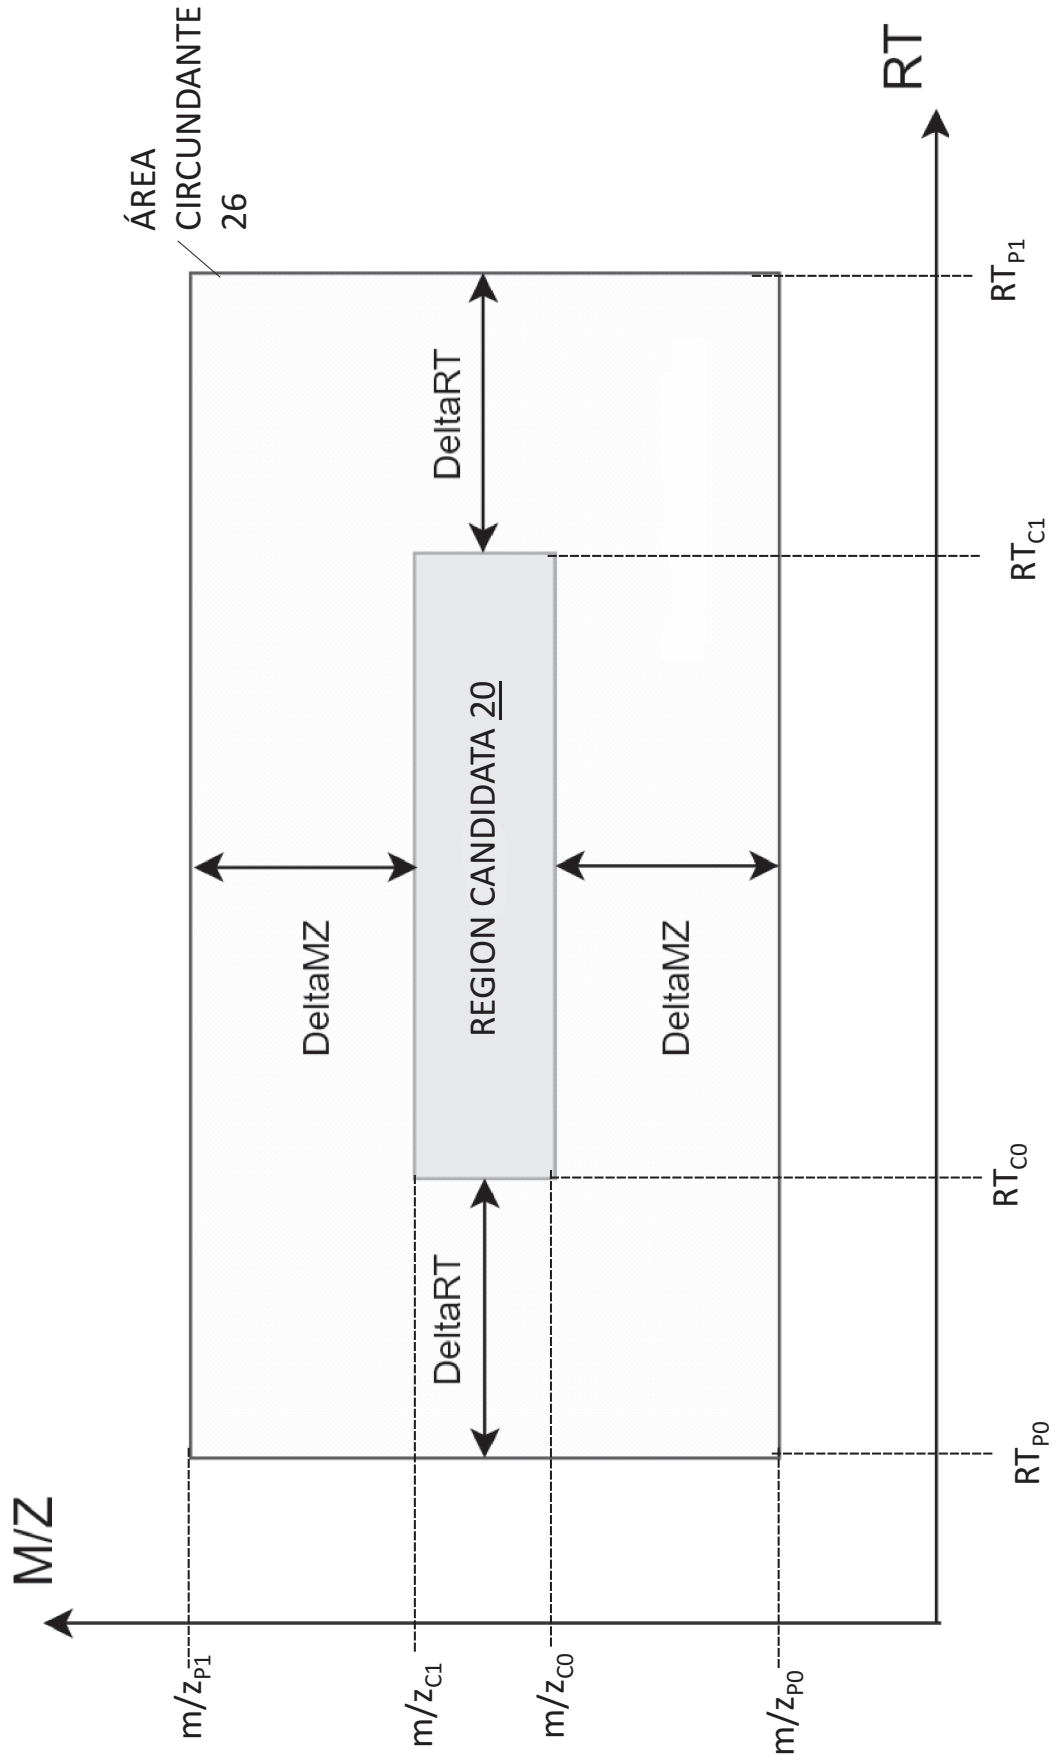 M/Z
ÁREA
CIRCUNDANTE
26
m/zP1
DeltaMZ
m/zC1
DeltaRT
REGION CANDIDATA 20
DeltaRT
m/zC0
DeltaMZ
m/zP0
RT
RTP0
RTC0
RTC1
RTP1